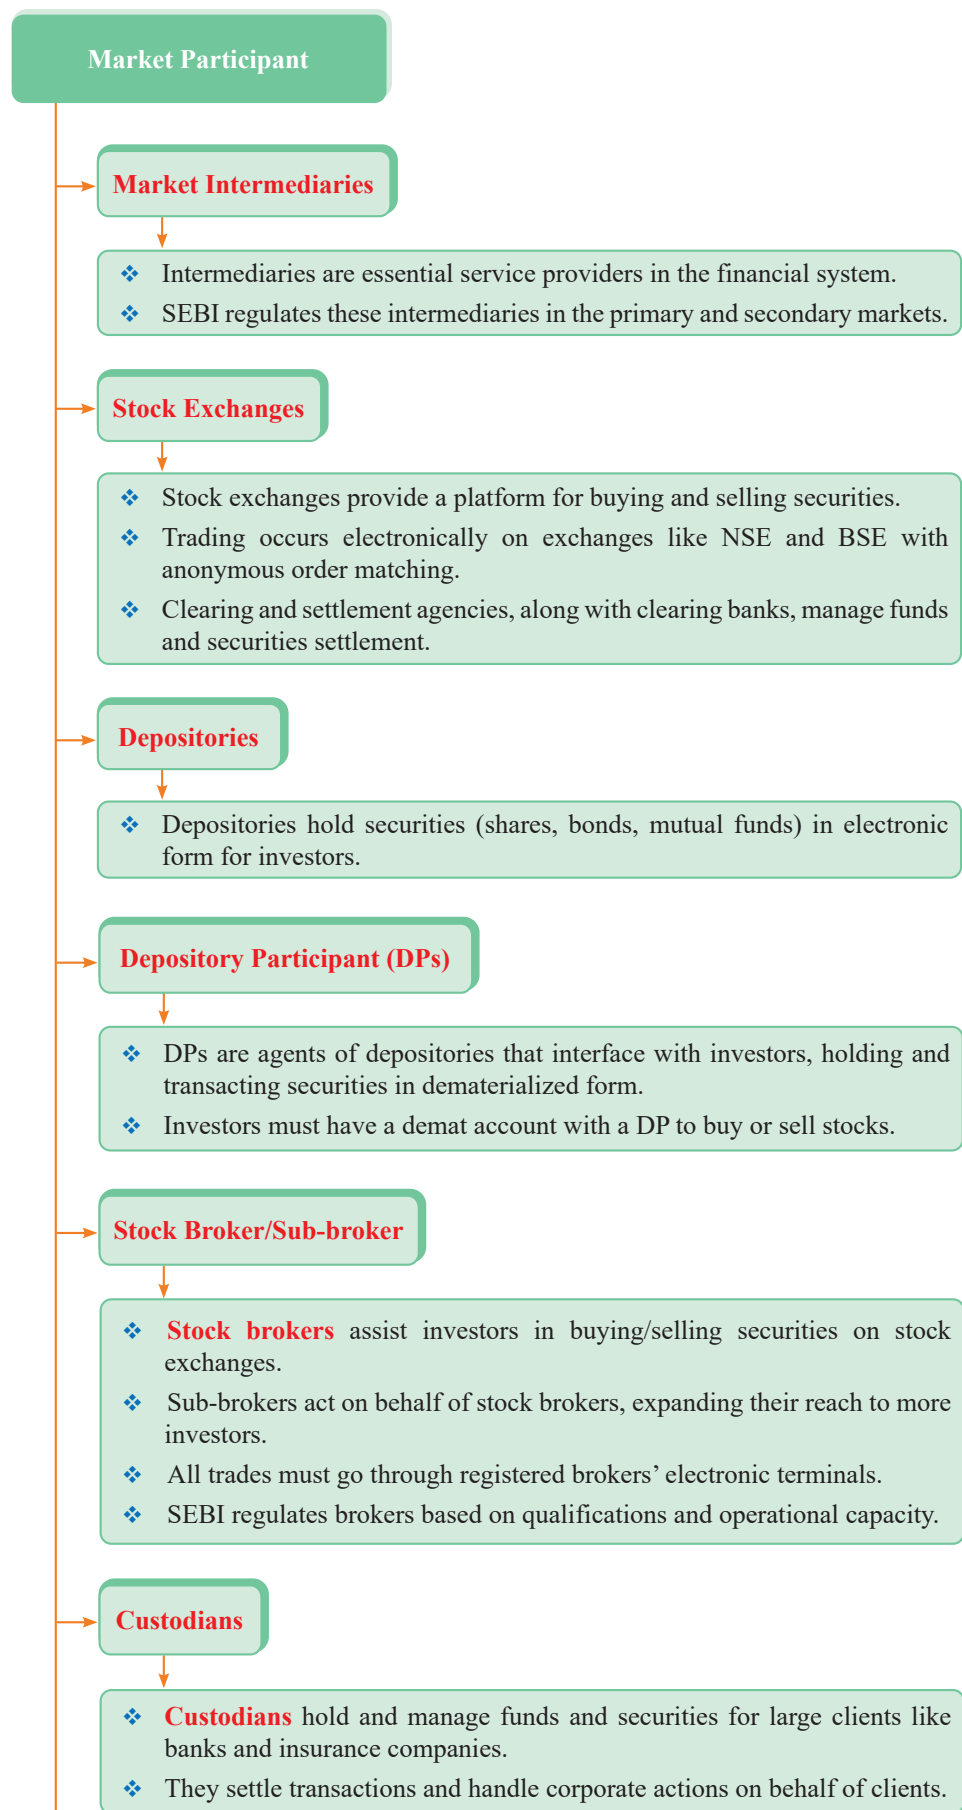 Market Participant
Market Intermediaries
❖ Intermediaries are essential service providers in the financial system.
❖ SEBI regulates these intermediaries in the primary and secondary markets.
Stock Exchanges
❖ Stock exchanges provide a platform for buying and selling securities.
❖ Trading occurs electronically on exchanges like NSE and BSE with
anonymous order matching.
❖ Clearing and settlement agencies, along with clearing banks, manage funds
and securities settlement.
Depositories
❖ Depositories hold securities (shares, bonds, mutual funds) in electronic
form for investors.
Depository Participant (DPs)
❖ DPs are agents of depositories that interface with investors, holding and
transacting securities in dematerialized form.
❖ Investors must have a demat account with a DP to buy or sell stocks.
Stock Broker/Sub-broker
❖ Stock brokers assist investors in buying/selling securities on stock
exchanges.
❖ Sub-brokers act on behalf of stock brokers, expanding their reach to more
investors.
❖ All trades must go through registered brokers’ electronic terminals.
❖ SEBI regulates brokers based on qualifications and operational capacity.
Custodians
❖ Custodians hold and manage funds and securities for large clients like
banks and insurance companies.
❖ They settle transactions and handle corporate actions on behalf of clients.